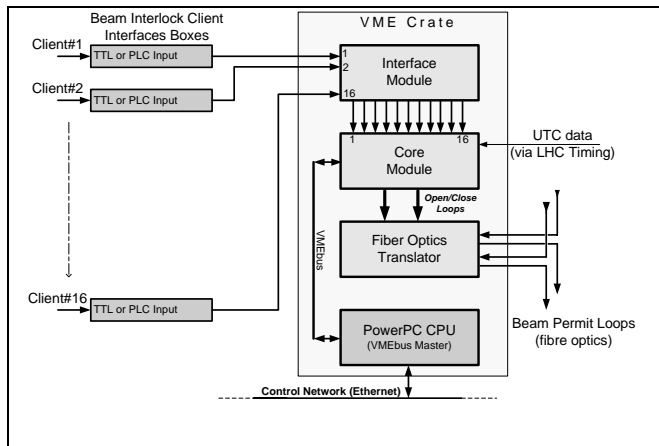 Beam Interlock Client
Interfaces Boxes
VME Crate
Client#1
TTL or PLC Input
1
2
16
Interface
Module
Client#2
TTL or PLC Input
1
16
Core
Module
UTC data
(via LHC Timing)
Open/Close
Loops
VMEbus
Fiber Optics
Translator
Client#16
TTL or PLC Input
PowerPC CPU
(VMEbus Master)
Beam Permit Loops
(fibre optics)
Control Network (Ethernet)